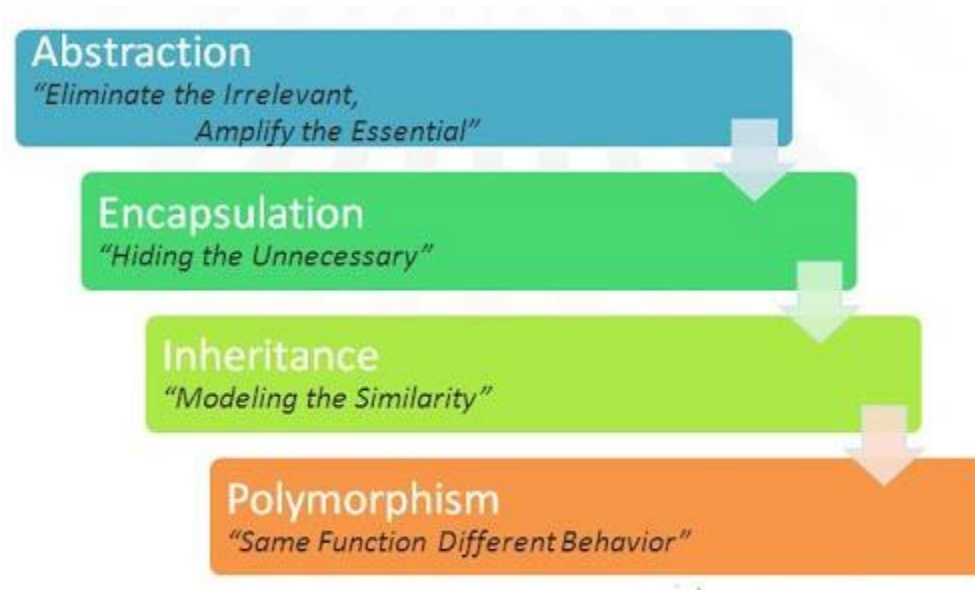 Abstraction
“Eliminate the Irrelevant,
Amplify the Essential”
Encapsulation
“Hiding the Unnecessary”
Inheritance
“Modeling the Similarity”
Polymorphism
“Same Function Different Behavior”